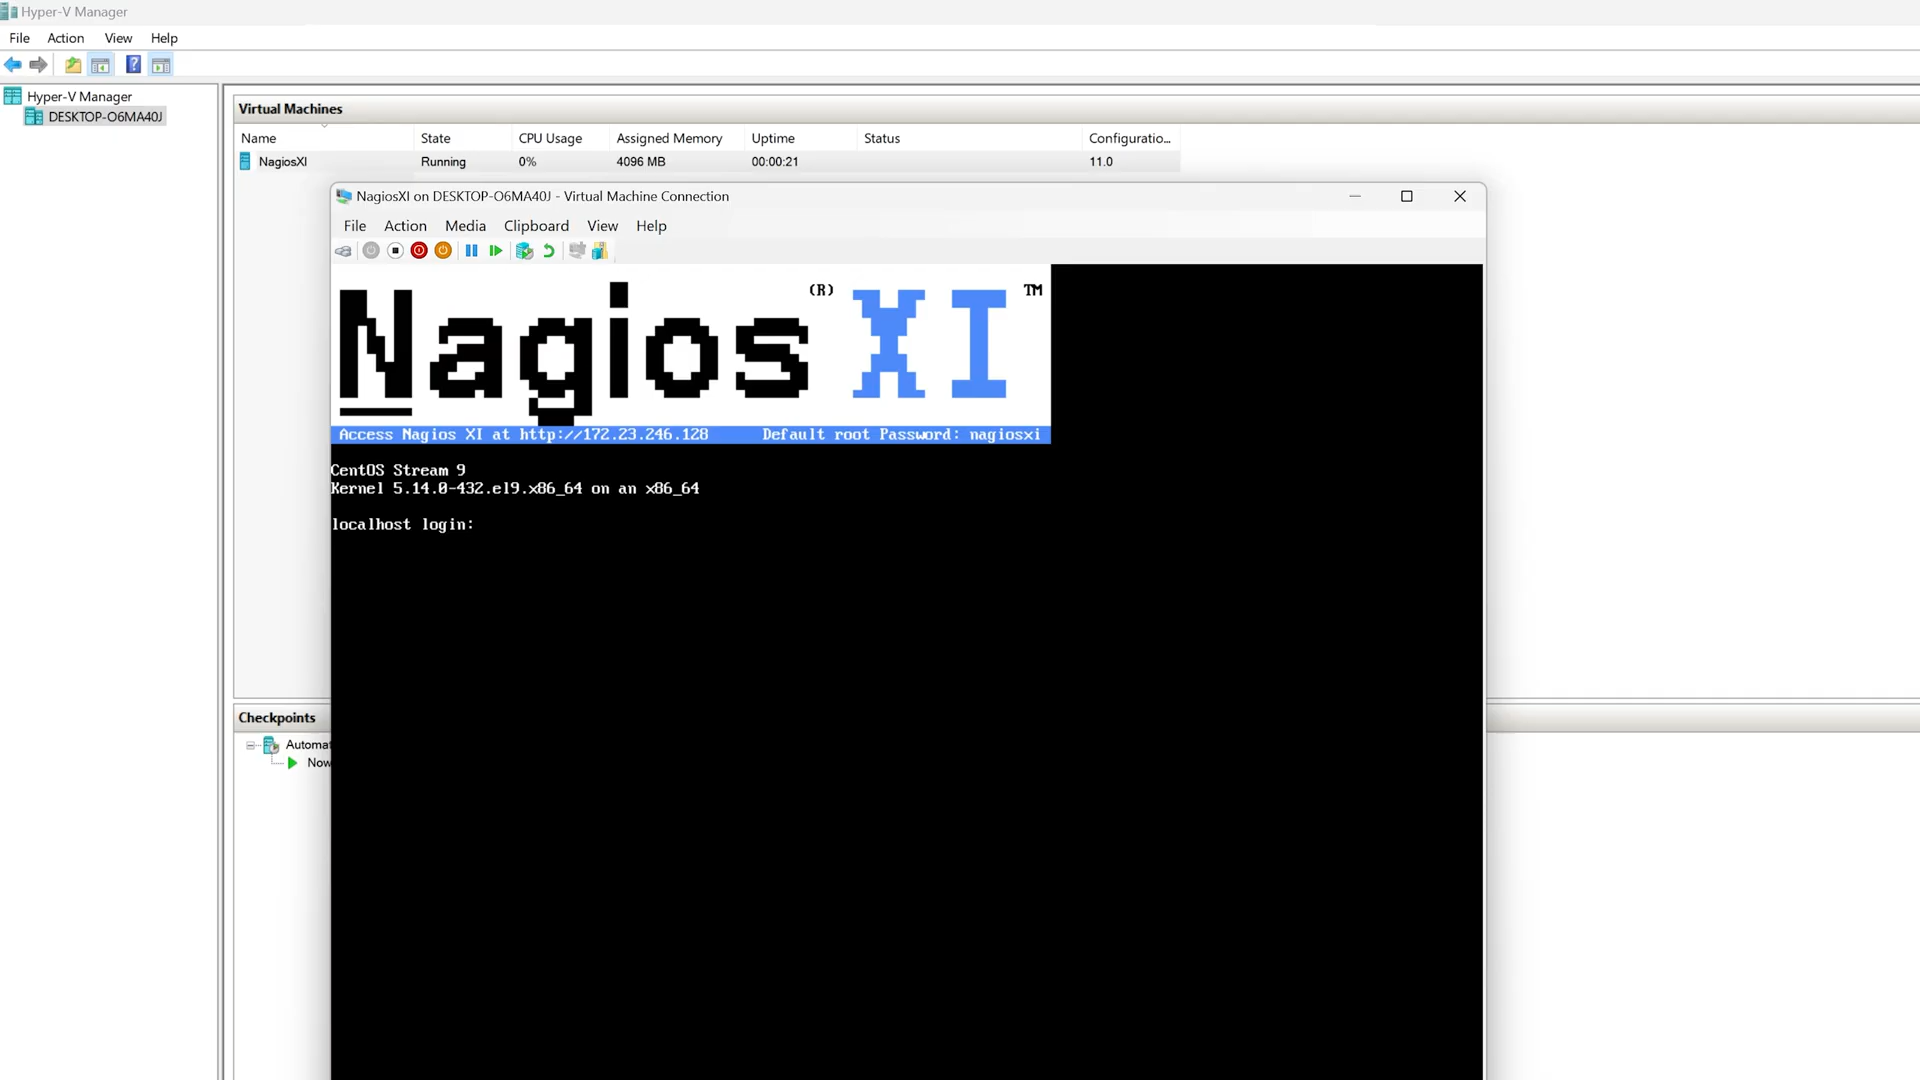 Hyper-V Manager
File Action View Help
Hyper-V Manager
DESKTOP-O6MA40J
Virtual Machines
Name State CPU Usage Assigned Memory Uptime Status Configuratio...
NagiosXI Running 0% 4096 MB 00:00:21 11.0
NagiosXI on DESKTOP-O6MA40J - Virtual Machine Connection
File Action Media Clipboard View Help
Nagios (R) XI TM
Access Nagios XI at http://172.23.246.128 Default root Password: nagiosxi
CentOS Stream 9
Kernel 5.14.0-432.el9.x86_64 on an x86_64
localhost login:
Checkpoints
Automat
Now